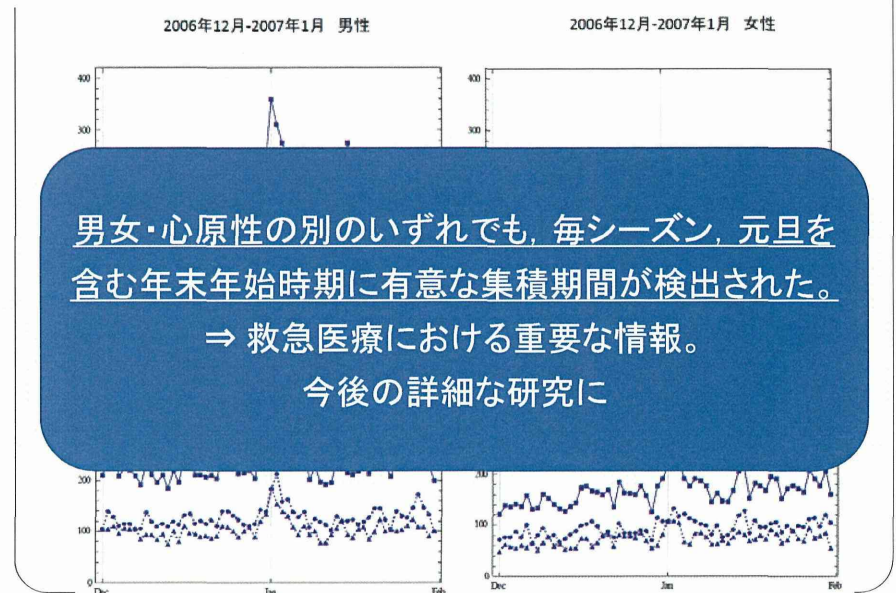 2006年12月-2007年1月 男性
2006年12月-2007年1月 女性
400
300
400
300
男女・心原性の別のいずれでも, 毎シーズン, 元旦を
含む年末年始時期に有意な集積期間が検出された。
⇒ 救急医療における重要な情報。
今後の詳細な研究に
200
100
0
Dec
Jan
Feb
100
0
Dec
Jan
Feb